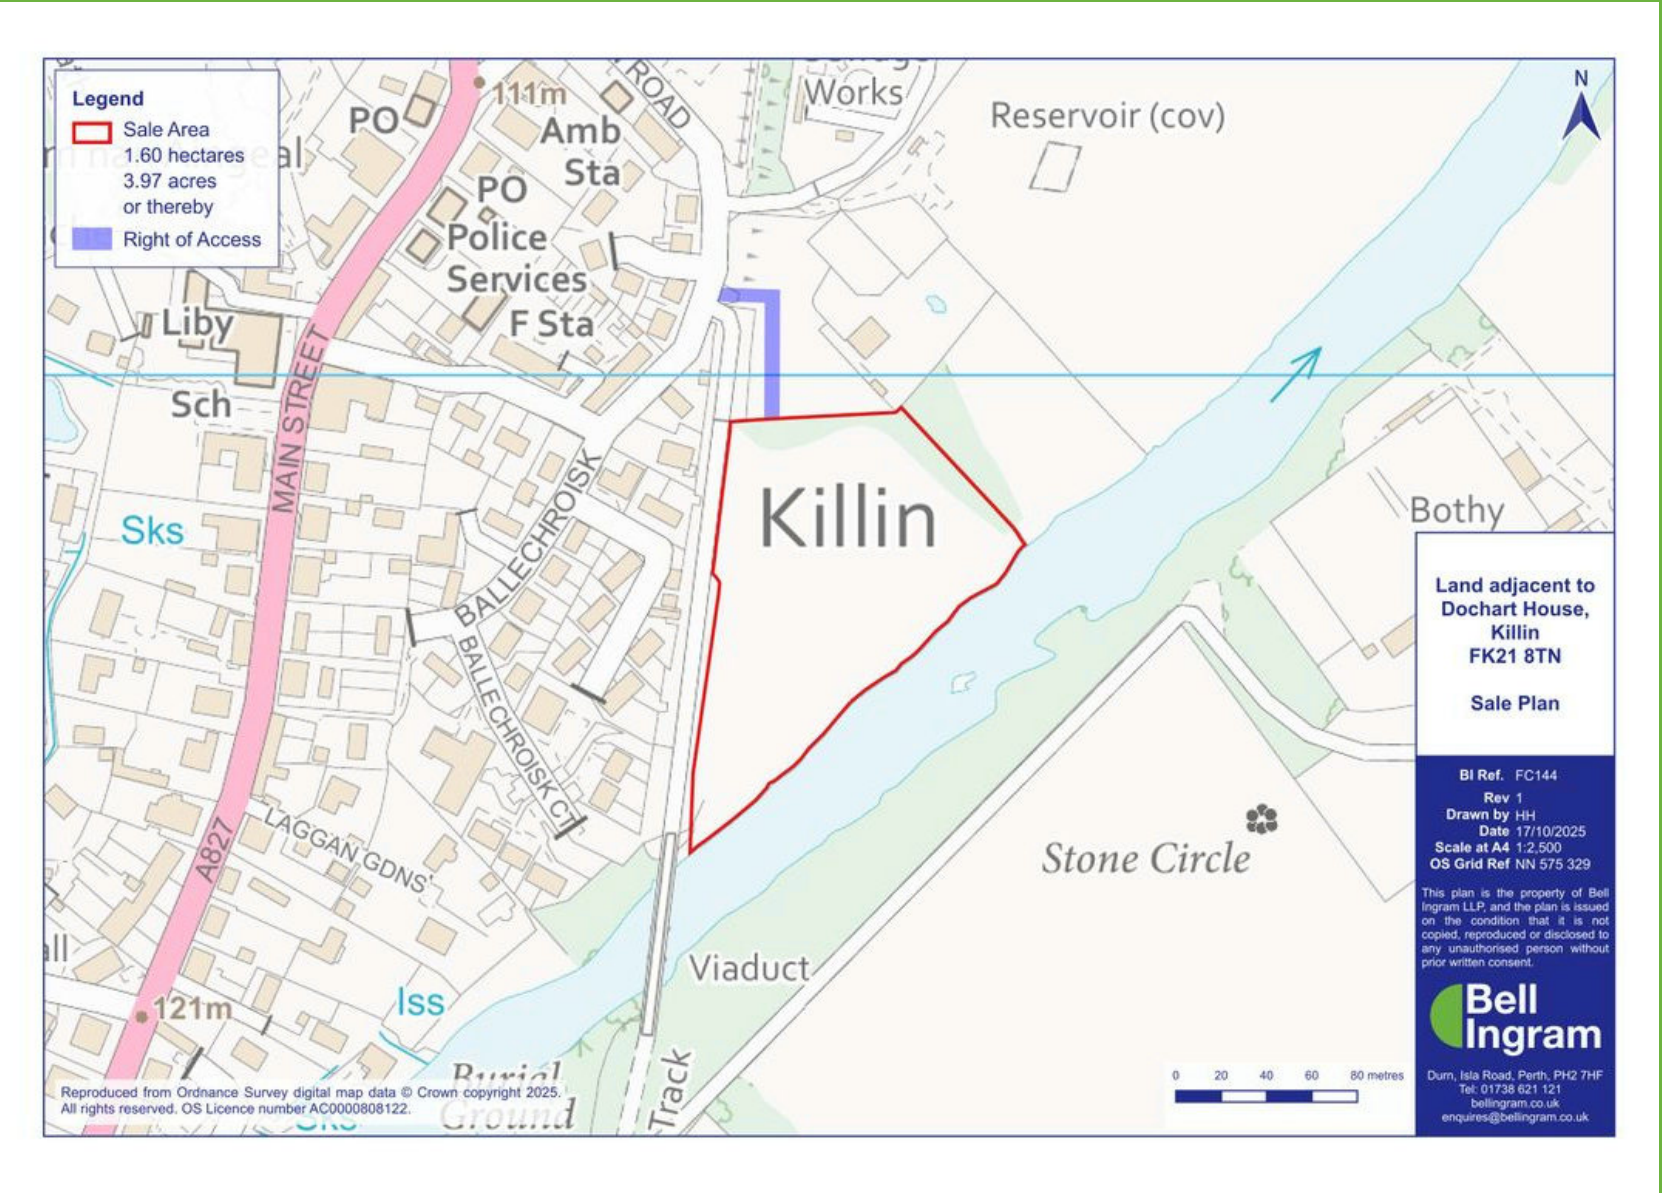 Legend
Sale Area
1.60 hectares
3.97 acres
or thereby
Right of Access
N
PO
111m
ROAD
Works
Amb
Sta
Reservoir (cov)
PO
Police
Services
F Sta
Liby
Sch
MAIN STREET
Sks
BALLECHROISK
Killin
Bothy
BALLECHROISK CT
LAGGAN GDNS
A827
Stone Circle
Viaduct
121m
Iss
Burial
Ground
Track
Sks
Reproduced from Ordnance Survey digital map data © Crown copyright 2025.
All rights reserved. OS Licence number AC0000808122.
0 20 40 60 80 metres
Land adjacent to
Dochart House,
Killin
FK21 8TN
Sale Plan
BI Ref. FC144
Rev 1
Drawn by HH
Date 17/10/2025
Scale at A4 1:2,500
OS Grid Ref NN 575 329
This plan is the property of Bell
Ingram LLP, and the plan is issued
on the condition that it is not
copied, reproduced or disclosed to
any unauthorised person without
prior written consent.
Bell
Ingram
Durn, Isla Road, Perth, PH2 7HF
Tel: 01738 621 121
bellingram.co.uk
enquires@bellingram.co.uk